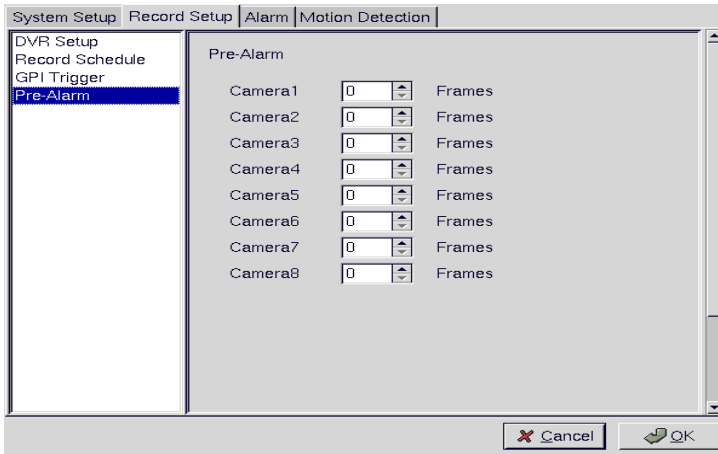 System Setup Record Setup Alarm Motion Detection
DVR Setup
Record Schedule
GPI Trigger
Pre-Alarm
Pre-Alarm
Camera1 0 Frames
Camera2 0 Frames
Camera3 0 Frames
Camera4 0 Frames
Camera5 0 Frames
Camera6 0 Frames
Camera7 0 Frames
Camera8 0 Frames
Cancel OK